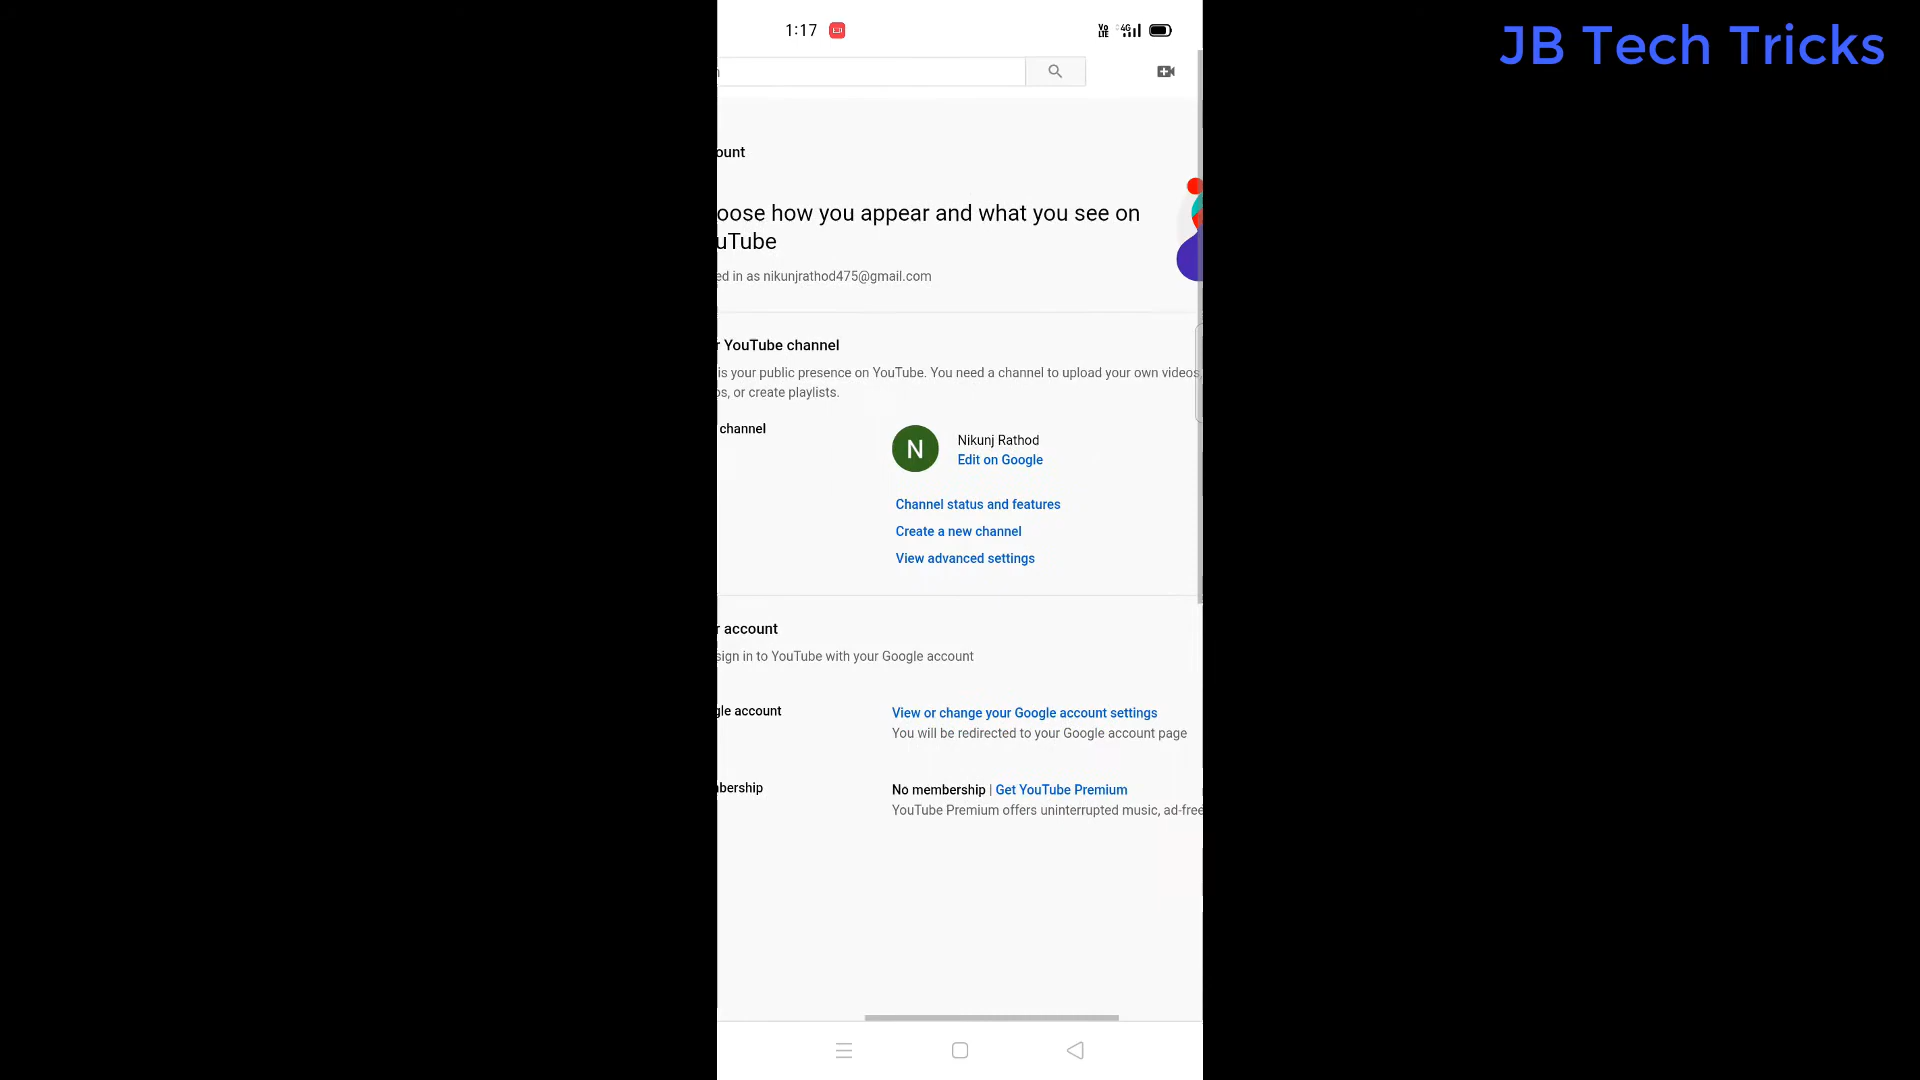 1:17
Vo LTE 4G
JB Tech Tricks
ount
oose how you appear and what you see on
uTube
ed in as nikunjrathod475@gmail.com
r YouTube channel
is your public presence on YouTube. You need a channel to upload your own videos,
os, or create playlists.
channel
N
Nikunj Rathod
Edit on Google
Channel status and features
Create a new channel
View advanced settings
r account
sign in to YouTube with your Google account
gle account
View or change your Google account settings
You will be redirected to your Google account page
bership
No membership | Get YouTube Premium
YouTube Premium offers uninterrupted music, ad-free